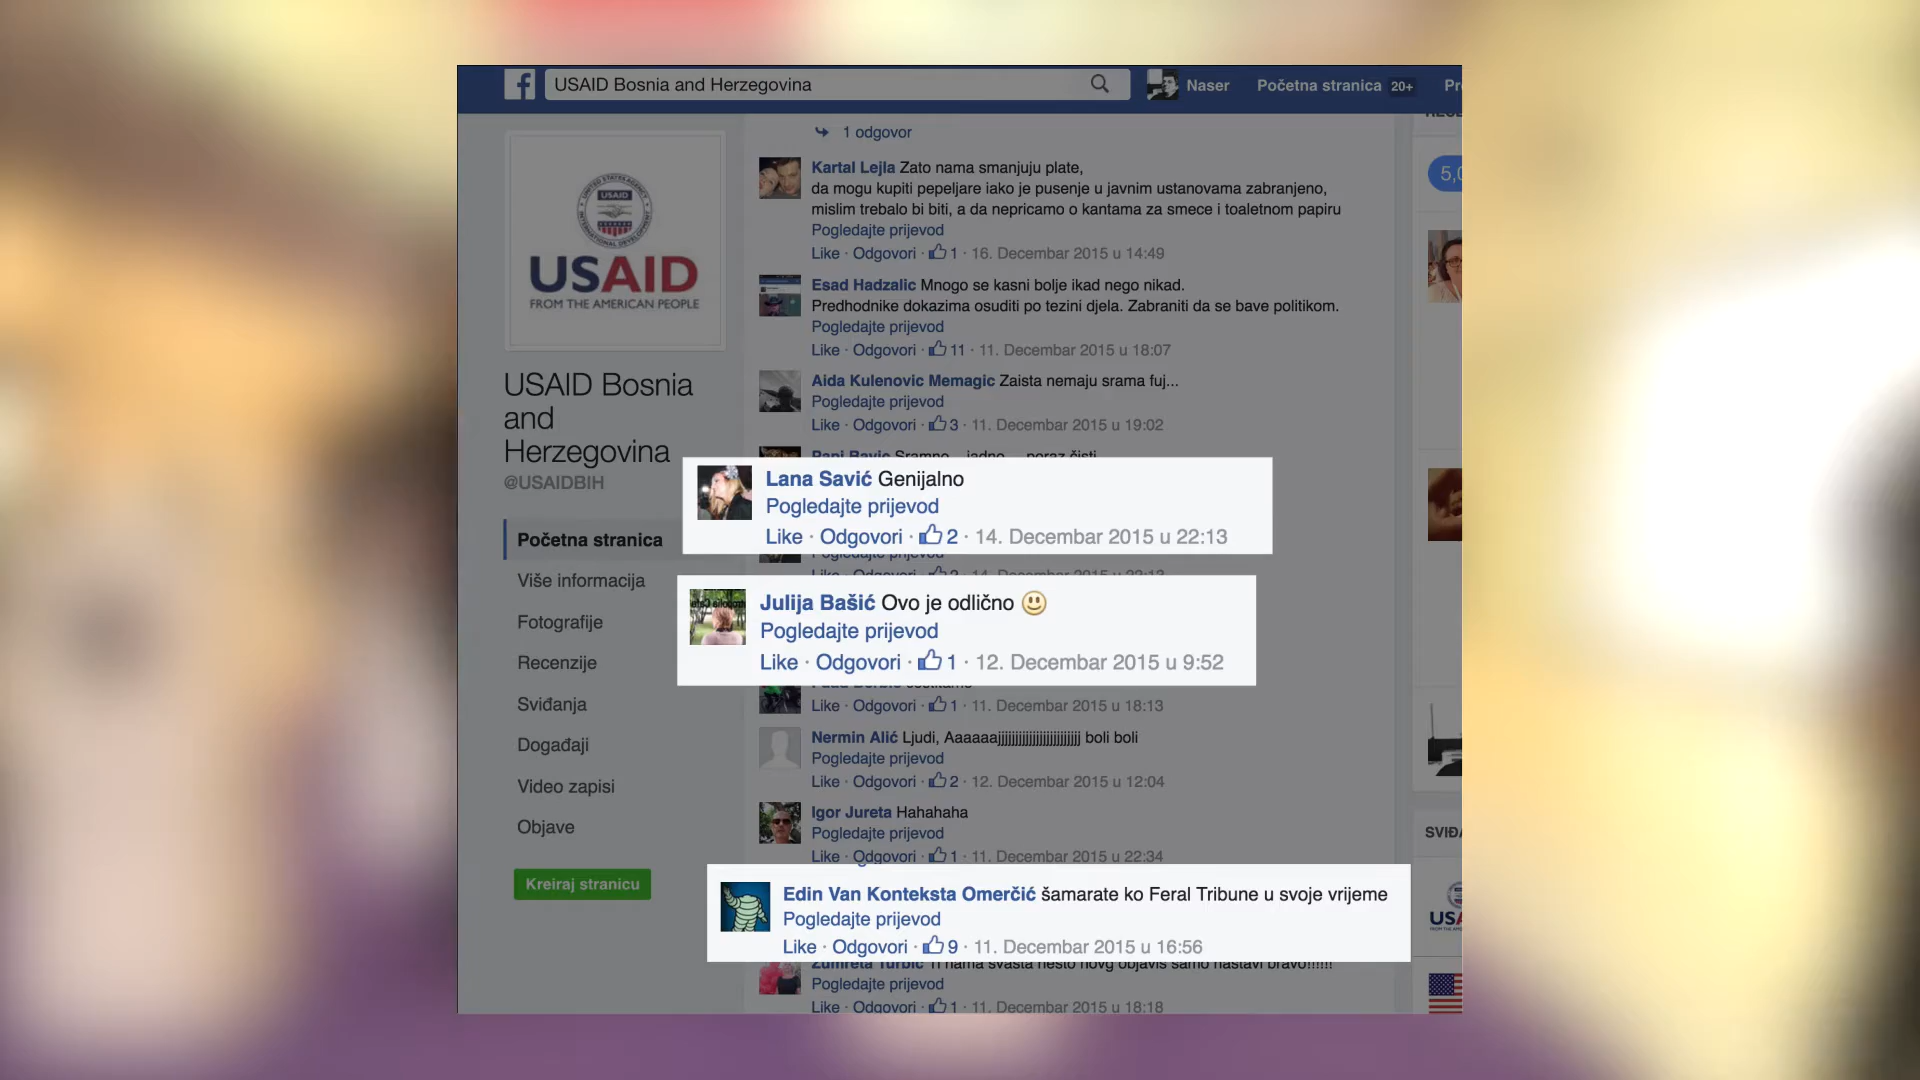 USAID Bosnia and Herzegovina
Naser
Početna stranica 20+
1 odgovor
UNITED STATES AGENCY
USAID
INTERNATIONAL DEVELOPMENT
USAID
FROM THE AMERICAN PEOPLE
USAID Bosnia
and
Herzegovina
@USAIDBIH
Početna stranica
Više informacija
Fotografije
Recenzije
Sviđanja
Događaji
Video zapisi
Objave
Kreiraj stranicu
Kartal Lejla Zato nama smanjuju plate,
da mogu kupiti pepeljare iako je pusenje u javnim ustanovama zabranjeno,
mislim trebalo bi biti, a da nepricamo o kantama za smece i toaletnom papiru
Pogledajte prijevod
Like · Odgovori · 1 · 16. Decembar 2015 u 14:49
Esad Hadzalic Mnogo se kasni bolje ikad nego nikad.
Predhodnike dokazima osuditi po tezini djela. Zabraniti da se bave politikom.
Pogledajte prijevod
Like · Odgovori · 11 · 11. Decembar 2015 u 18:07
Aida Kulenovic Memagic Zaista nemaju srama fuj...
Pogledajte prijevod
Like · Odgovori · 3 · 11. Decembar 2015 u 19:02
Lana Savić Genijalno
Pogledajte prijevod
Like · Odgovori · 2 · 14. Decembar 2015 u 22:13
Julija Bašić Ovo je odlično 🙂
Pogledajte prijevod
Like · Odgovori · 1 · 12. Decembar 2015 u 9:52
Like · Odgovori · 1 · 11. Decembar 2015 u 18:13
Nermin Alić Ljudi, Aaaaaajjjjjjjjjjjjjjjjjjjjjjjj boli boli
Pogledajte prijevod
Like · Odgovori · 2 · 12. Decembar 2015 u 12:04
Igor Jureta Hahahaha
Pogledajte prijevod
Like · Odgovori · 1 · 11. Decembar 2015 u 22:34
Edin Van Konteksta Omerčić šamarate ko Feral Tribune u svoje vrijeme
Pogledajte prijevod
Like · Odgovori · 9 · 11. Decembar 2015 u 16:56
Pogledajte prijevod
Like · Odgovori · 1 · 11. Decembar 2015 u 18:18